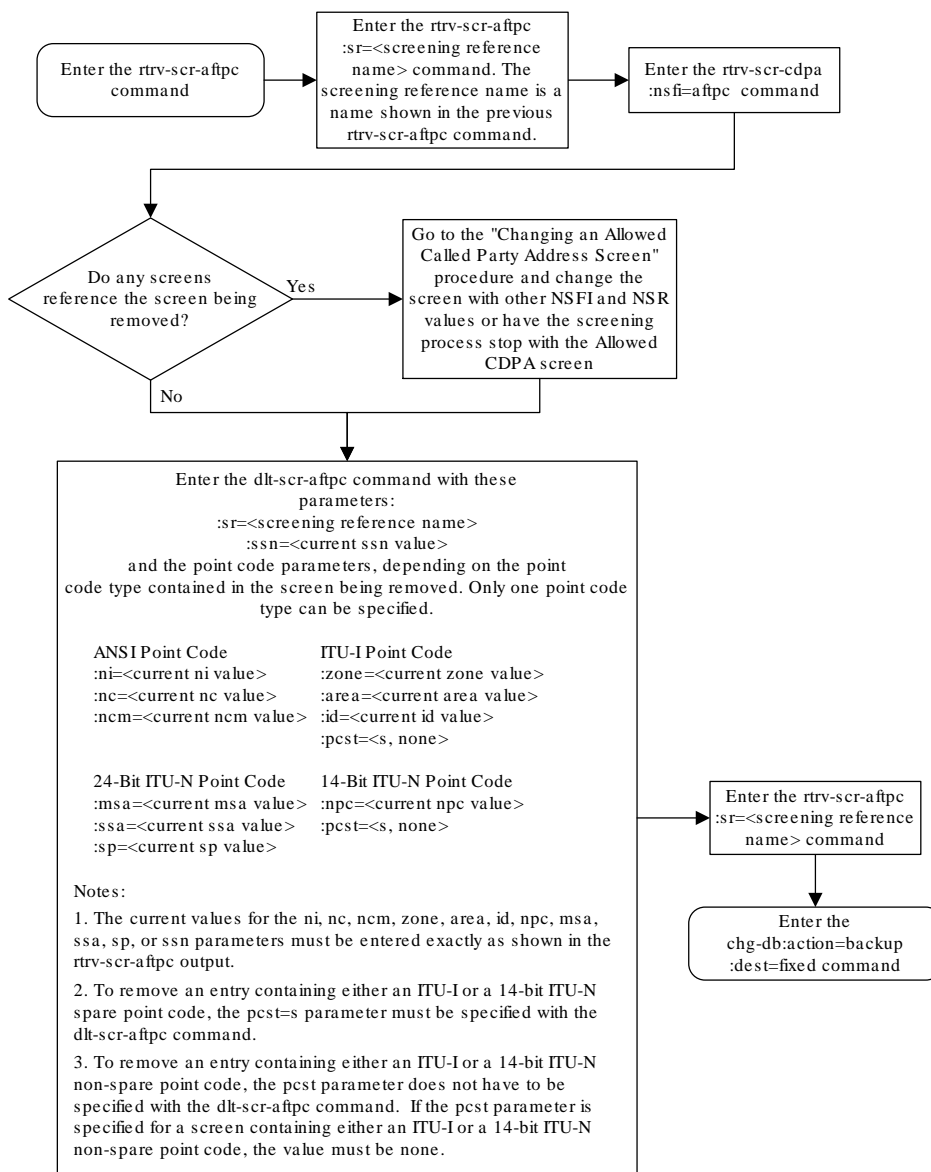 Enter the rtrv-scr-aftpc
command
Enter the rtrv-scr-aftpc
:sr=<screening reference
name> command. The
screening reference name is a
name shown in the previous
rtrv-scr-aftpc command.
Enter the rtrv-scr-cdpa
:nsfi=aftpc command
Do any screens
reference the screen being
removed?
Yes
No
Go to the "Changing an Allowed
Called Party Address Screen"
procedure and change the
screen with other NSFI and NSR
values or have the screening
process stop with the Allowed
CDPA screen
Enter the dlt-scr-aftpc command with these
parameters:
:sr=<screening reference name>
:ssn=<current ssn value>
and the point code parameters, depending on the point
code type contained in the screen being removed. Only one point code
type can be specified.
ANSI Point Code
:ni=<current ni value>
:nc=<current nc value>
:ncm=<current ncm value>
ITU-I Point Code
:zone=<current zone value>
:area=<current area value>
:id=<current id value>
:pcst=<s, none>
24-Bit ITU-N Point Code
:msa=<current msa value>
:ssa=<current ssa value>
:sp=<current sp value>
14-Bit ITU-N Point Code
:npc=<current npc value>
:pcst=<s, none>
Notes:
1. The current values for the ni, nc, ncm, zone, area, id, npc, msa,
ssa, sp, or ssn parameters must be entered exactly as shown in the
rtrv-scr-aftpc output.
2. To remove an entry containing either an ITU-I or a 14-bit ITU-N
spare point code, the pcst=s parameter must be specified with the
dlt-scr-aftpc command.
3. To remove an entry containing either an ITU-I or a 14-bit ITU-N
non-spare point code, the pcst parameter does not have to be
specified with the dlt-scr-aftpc command. If the pcst parameter is
specified for a screen containing either an ITU-I or a 14-bit ITU-N
non-spare point code, the value must be none.
Enter the rtrv-scr-aftpc
:sr=<screening reference
name> command
Enter the
chg-db:action=backup
:dest=fixed command